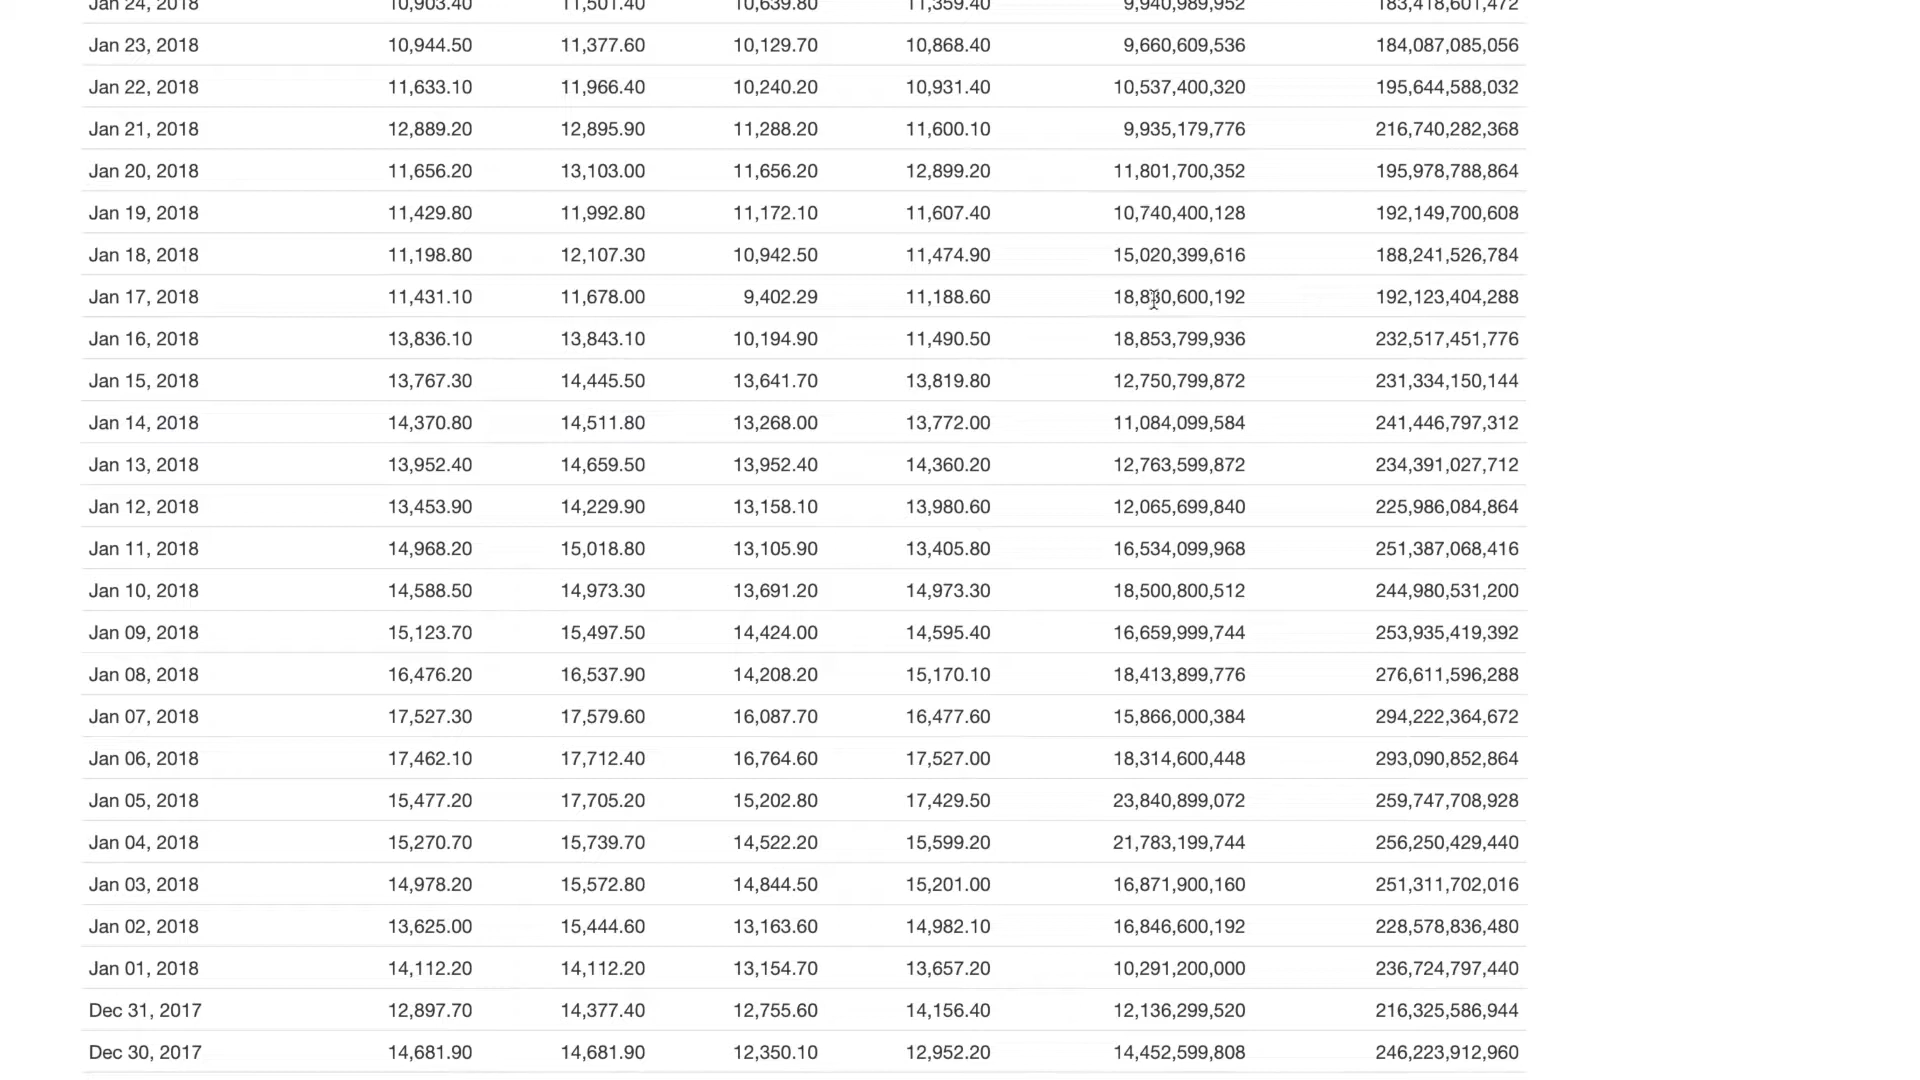 Jan 24, 2018 10,903.40 11,501.40 10,639.80 11,359.40 9,940,989,952 183,418,601,472
Jan 23, 2018 10,944.50 11,377.60 10,129.70 10,868.40 9,660,609,536 184,087,085,056
Jan 22, 2018 11,633.10 11,966.40 10,240.20 10,931.40 10,537,400,320 195,644,588,032
Jan 21, 2018 12,889.20 12,895.90 11,288.20 11,600.10 9,935,179,776 216,740,282,368
Jan 20, 2018 11,656.20 13,103.00 11,656.20 12,899.20 11,801,700,352 195,978,788,864
Jan 19, 2018 11,429.80 11,992.80 11,172.10 11,607.40 10,740,400,128 192,149,700,608
Jan 18, 2018 11,198.80 12,107.30 10,942.50 11,474.90 15,020,399,616 188,241,526,784
Jan 17, 2018 11,431.10 11,678.00 9,402.29 11,188.60 18,830,600,192 192,123,404,288
Jan 16, 2018 13,836.10 13,843.10 10,194.90 11,490.50 18,853,799,936 232,517,451,776
Jan 15, 2018 13,767.30 14,445.50 13,641.70 13,819.80 12,750,799,872 231,334,150,144
Jan 14, 2018 14,370.80 14,511.80 13,268.00 13,772.00 11,084,099,584 241,446,797,312
Jan 13, 2018 13,952.40 14,659.50 13,952.40 14,360.20 12,763,599,872 234,391,027,712
Jan 12, 2018 13,453.90 14,229.90 13,158.10 13,980.60 12,065,699,840 225,986,084,864
Jan 11, 2018 14,968.20 15,018.80 13,105.90 13,405.80 16,534,099,968 251,387,068,416
Jan 10, 2018 14,588.50 14,973.30 13,691.20 14,973.30 18,500,800,512 244,980,531,200
Jan 09, 2018 15,123.70 15,497.50 14,424.00 14,595.40 16,659,999,744 253,935,419,392
Jan 08, 2018 16,476.20 16,537.90 14,208.20 15,170.10 18,413,899,776 276,611,596,288
Jan 07, 2018 17,527.30 17,579.60 16,087.70 16,477.60 15,866,000,384 294,222,364,672
Jan 06, 2018 17,462.10 17,712.40 16,764.60 17,527.00 18,314,600,448 293,090,852,864
Jan 05, 2018 15,477.20 17,705.20 15,202.80 17,429.50 23,840,899,072 259,747,708,928
Jan 04, 2018 15,270.70 15,739.70 14,522.20 15,599.20 21,783,199,744 256,250,429,440
Jan 03, 2018 14,978.20 15,572.80 14,844.50 15,201.00 16,871,900,160 251,311,702,016
Jan 02, 2018 13,625.00 15,444.60 13,163.60 14,982.10 16,846,600,192 228,578,836,480
Jan 01, 2018 14,112.20 14,112.20 13,154.70 13,657.20 10,291,200,000 236,724,797,440
Dec 31, 2017 12,897.70 14,377.40 12,755.60 14,156.40 12,136,299,520 216,325,586,944
Dec 30, 2017 14,681.90 14,681.90 12,350.10 12,952.20 14,452,599,808 246,223,912,960